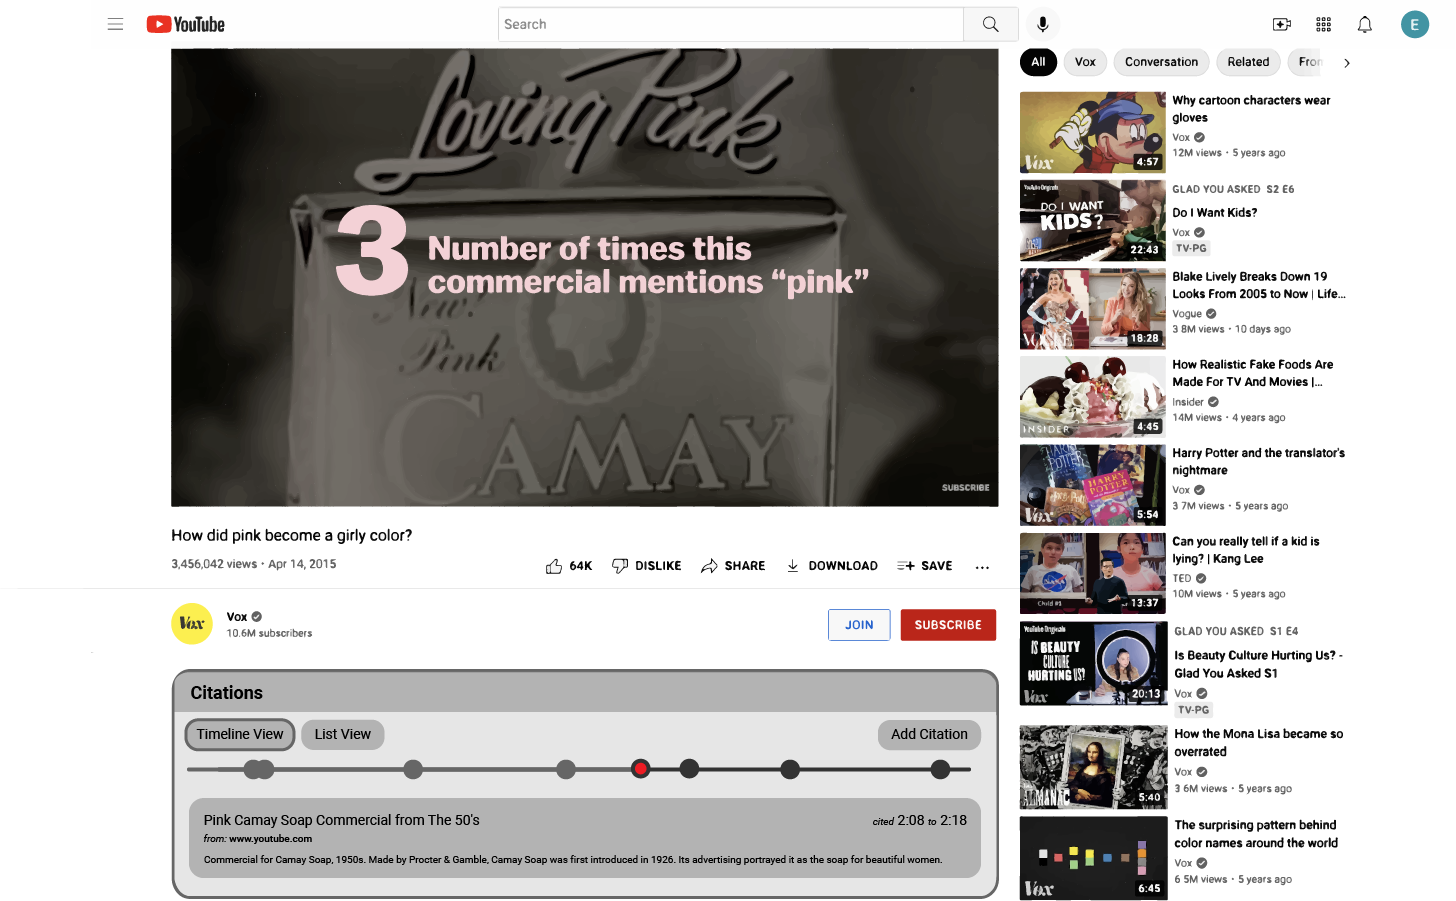 YouTube
Search
E
Loving Pink
3 Number of times this
commercial mentions “pink”
New!
Pink
CAMAY
SUBSCRIBE
How did pink become a girly color?
3,456,042 views • Apr 14, 2015
64K DISLIKE SHARE DOWNLOAD SAVE ...
Vox
Vox
10.6M subscribers
JOIN SUBSCRIBE
Citations
Timeline View List View Add Citation
Pink Camay Soap Commercial from The 50's cited 2:08 to 2:18
from: www.youtube.com
Commercial for Camay Soap, 1950s. Made by Procter & Gamble, Camay Soap was first introduced in 1926. Its advertising portrayed it as the soap for beautiful women.
All Vox Conversation Related Fron
Vox
4:57
Why cartoon characters wear
gloves
Vox
12M views • 5 years ago
YouTube Originals
DO I WANT
KIDS?
22:43
GLAD YOU ASKED S2 E6
Do I Want Kids?
Vox
TV-PG
VOGUE
18:28
Blake Lively Breaks Down 19
Looks From 2005 to Now | Life...
Vogue
3 8M views • 10 days ago
INSIDER
4:45
How Realistic Fake Foods Are
Made For TV And Movies |...
Insider
14M views • 4 years ago
HARRY
POTTER
HARRY
POTTER
Vox
5:54
Harry Potter and the translator's
nightmare
Vox
3 7M views • 5 years ago
NASA
Child #1
13:37
Can you really tell if a kid is
lying? | Kang Lee
TED
10M views • 5 years ago
YouTube Originals
IS BEAUTY
CULTURE
HURTING US?
Vox
20:13
GLAD YOU ASKED S1 E4
Is Beauty Culture Hurting Us? -
Glad You Asked S1
Vox
TV-PG
ALMANAC
5:40
How the Mona Lisa became so
overrated
Vox
3 6M views • 5 years ago
Vox
6:45
The surprising pattern behind
color names around the world
Vox
6 5M views • 5 years ago